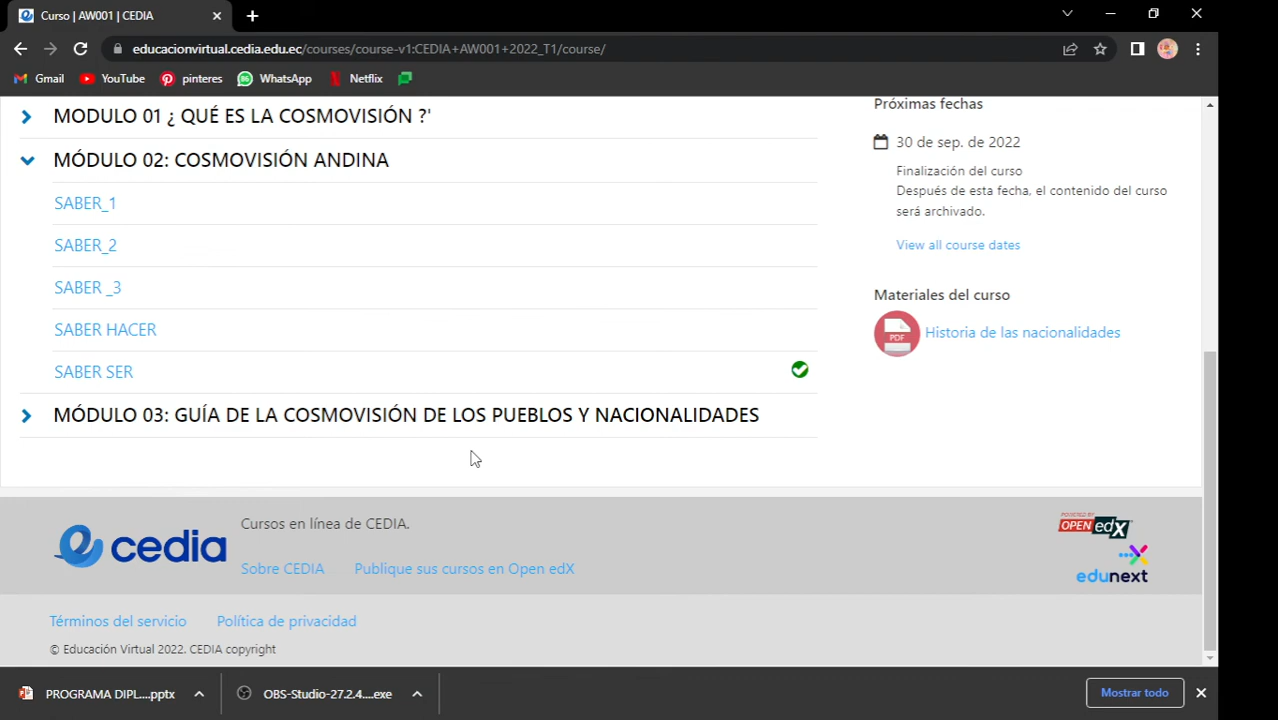 Curso | AW001 | CEDIA
educacionvirtual.cedia.edu.ec/courses/course-v1:CEDIA+AW001+2022_T1/course/
Gmail YouTube pinteres WhatsApp Netflix
MODULO 01 ¿ QUÉ ES LA COSMOVISIÓN ?'
MÓDULO 02: COSMOVISIÓN ANDINA
SABER_1
SABER_2
SABER _3
SABER HACER
SABER SER
MÓDULO 03: GUÍA DE LA COSMOVISIÓN DE LOS PUEBLOS Y NACIONALIDADES
Próximas fechas
30 de sep. de 2022
Finalización del curso
Después de esta fecha, el contenido del curso
será archivado.
View all course dates
Materiales del curso
PDF
Historia de las nacionalidades
cedia
Cursos en línea de CEDIA.
Sobre CEDIA Publique sus cursos en Open edX
POWERED BY
OPEN edX
edunext
Términos del servicio Política de privacidad
© Educación Virtual 2022. CEDIA copyright
PROGRAMA DIPL....pptx OBS-Studio-27.2.4....exe Mostrar todo